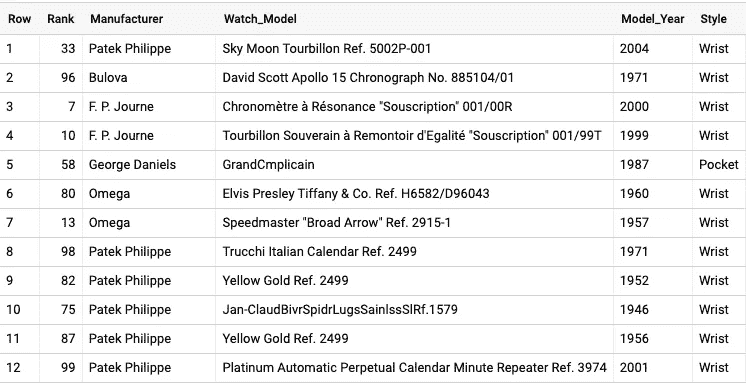 Row Rank Manufacturer Watch_Model Model_Year Style
1 33 Patek Philippe Sky Moon Tourbillon Ref. 5002P-001 2004 Wrist
2 96 Bulova David Scott Apollo 15 Chronograph No. 885104/01 1971 Wrist
3 7 F. P. Journe Chronomètre à Résonance "Souscription" 001/00R 2000 Wrist
4 10 F. P. Journe Tourbillon Souverain à Remontoir d'Egalité "Souscription" 001/99T 1999 Wrist
5 58 George Daniels GrandCmplicain 1987 Pocket
6 80 Omega Elvis Presley Tiffany & Co. Ref. H6582/D96043 1960 Wrist
7 13 Omega Speedmaster "Broad Arrow" Ref. 2915-1 1957 Wrist
8 98 Patek Philippe Trucchi Italian Calendar Ref. 2499 1971 Wrist
9 82 Patek Philippe Yellow Gold Ref. 2499 1952 Wrist
10 75 Patek Philippe Jan-ClaudBivrSpidrLugsSainlssSlRf.1579 1946 Wrist
11 87 Patek Philippe Yellow Gold Ref. 2499 1956 Wrist
12 99 Patek Philippe Platinum Automatic Perpetual Calendar Minute Repeater Ref. 3974 2001 Wrist